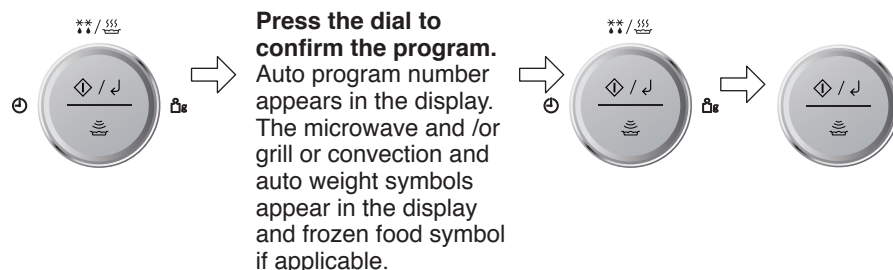 Press the dial to
confirm the program.
Auto program number
appears in the display.
The microwave and /or
grill or convection and
auto weight symbols
appear in the display
and frozen food symbol
if applicable.